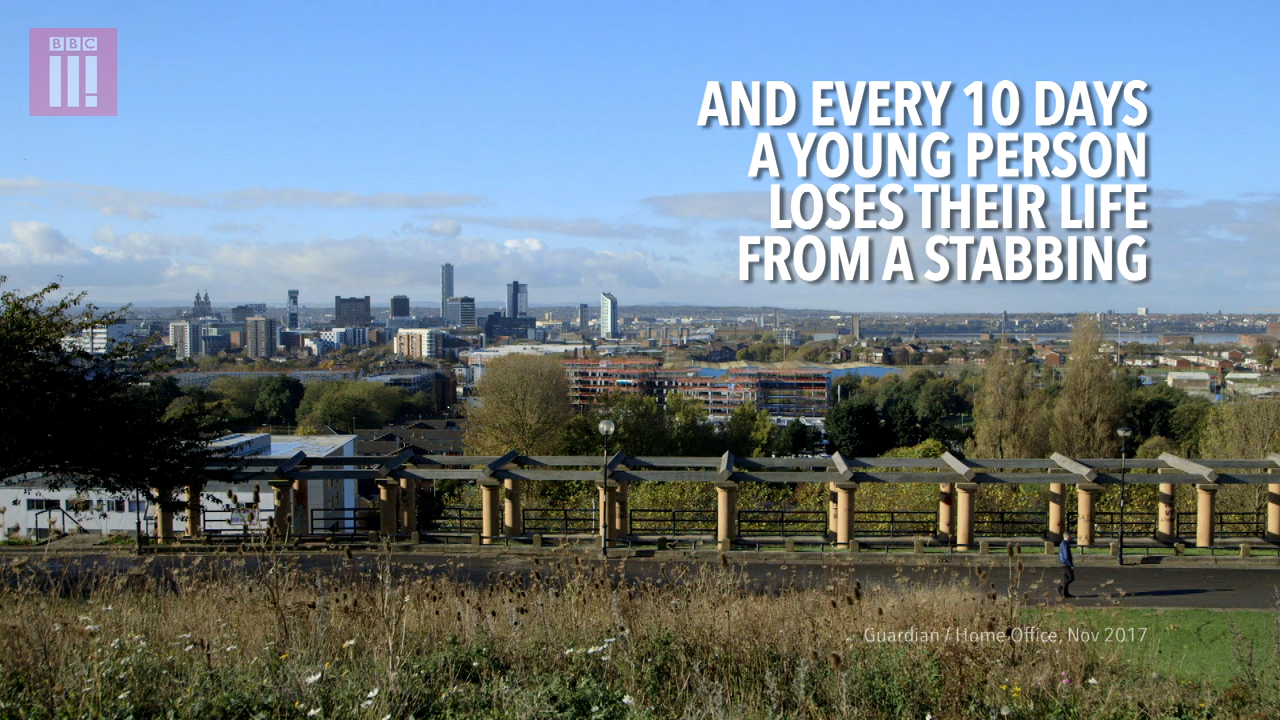 BBC
AND EVERY 10 DAYS
A YOUNG PERSON
LOSES THEIR LIFE
FROM A STABBING
Guardian / Home Office, Nov 2017